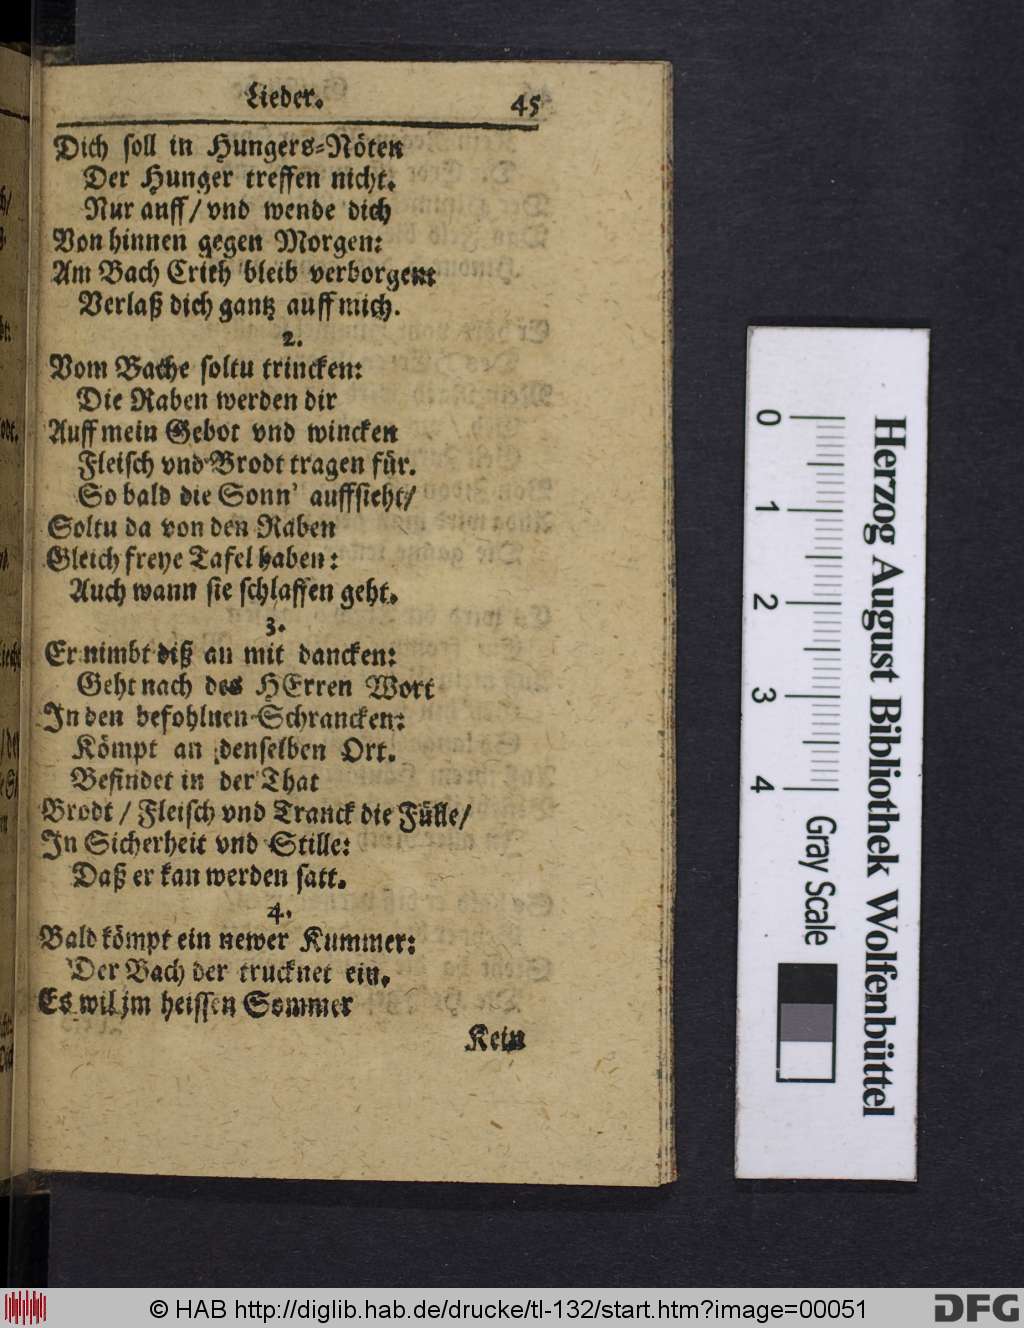 Lieder. 45
Dich ſoll in Hungers-Nöten
Der Hunger treffen nicht.
Nur auff / vnd wende dich
Von hinnen gegen Morgen:
Am Bach Crith bleib verborgen:
Verlaß dich gantz auff mich.
2.
Vom Bache ſoltu trincken:
Die Raben werden dir
Auff mein Gebot vnd wincken
Fleiſch vnd Brodt tragen für.
So bald die Sonn' auffſteht/
Soltu da von den Raben
Gleich freye Tafel haben:
Auch wann ſie ſchlaffen geht.
3.
Er nimbt diß an mit dancken:
Geht nach des HErren Wort
In den befohlnen Schrancken:
Kömpt an denſelben Ort.
Befindet in der That
Brodt / Fleiſch vnd Tranck die Fülle/
In Sicherheit vnd Stille:
Daß er kan werden ſatt.
4.
Bald kömpt ein newer Kummer:
Der Bach der trucknet ein.
Es wil im heiſſen Sommer
Kein
0 1 2 3 4
Gray Scale
Herzog August Bibliothek Wolfenbüttel
© HAB http://diglib.hab.de/drucke/tl-132/start.htm?image=00051
DFG